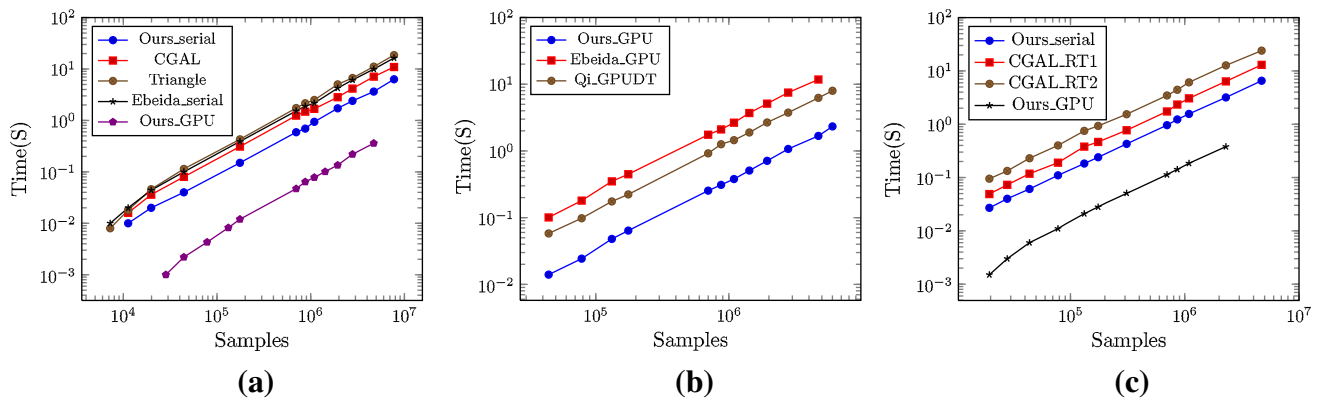 10^2
10^1
10^0
10^-1
10^-2
10^-3
Time(S)
Ours_serial
CGAL
Triangle
Ebeida_serial
Ours_GPU
10^4
10^5
10^6
10^7
Samples
(a)
10^2
10^1
10^0
10^-1
10^-2
Time(S)
Ours_GPU
Ebeida_GPU
Qi_GPUDT
10^5
10^6
Samples
(b)
10^2
10^1
10^0
10^-1
10^-2
10^-3
Time(S)
Ours_serial
CGAL_RT1
CGAL_RT2
Ours_GPU
10^5
10^6
10^7
Samples
(c)